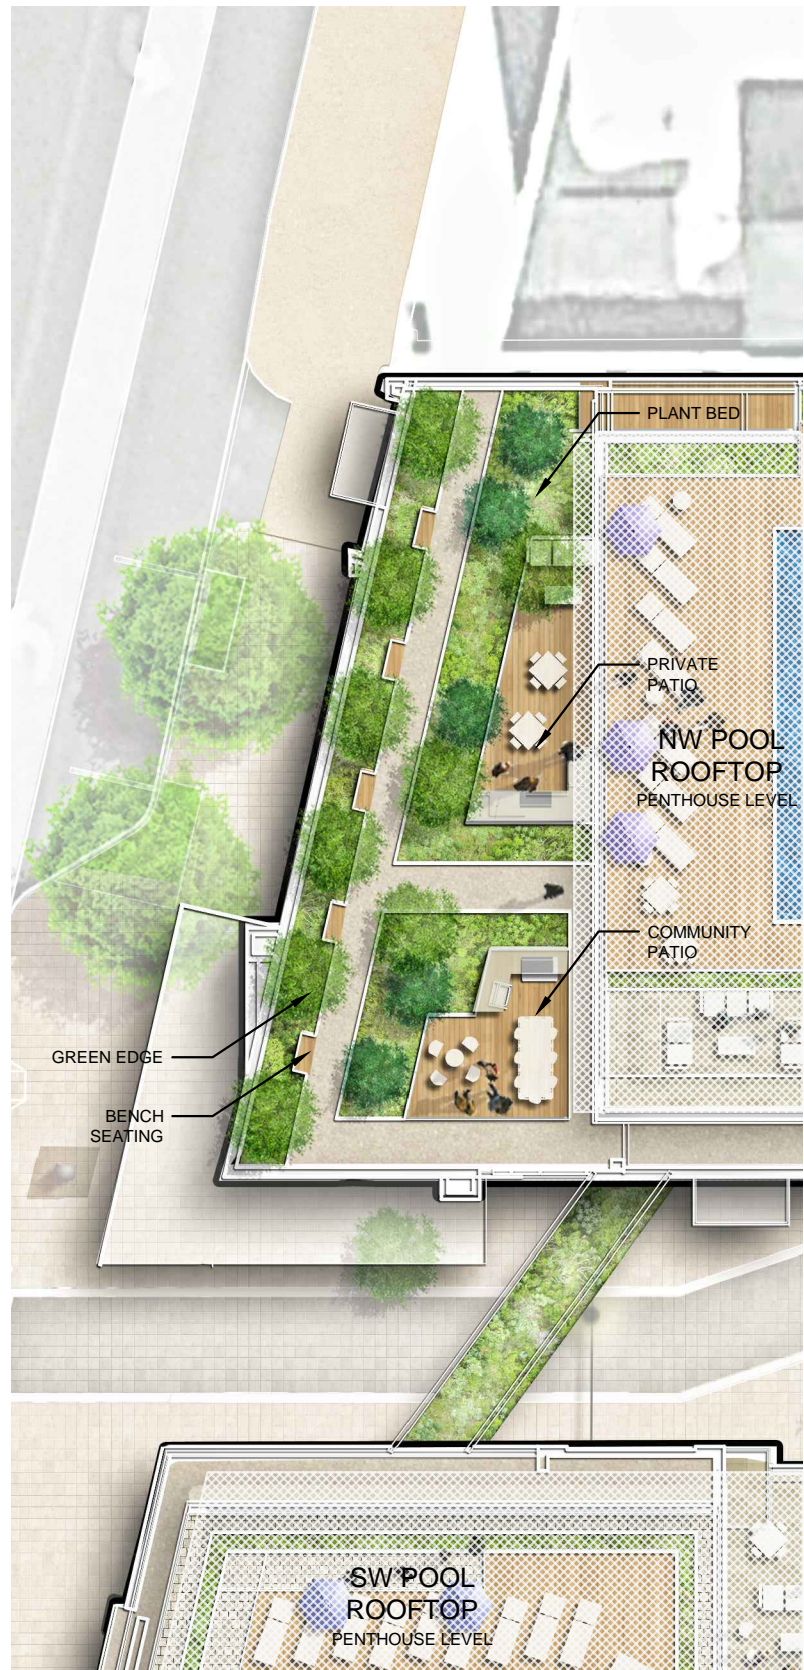 PLANT BED
PRIVATE
PATIO
NW POOL
ROOFTOP
PENTHOUSE LEVEL
COMMUNITY
PATIO
GREEN EDGE
BENCH
SEATING
SW POOL
ROOFTOP
PENTHOUSE LEVEL